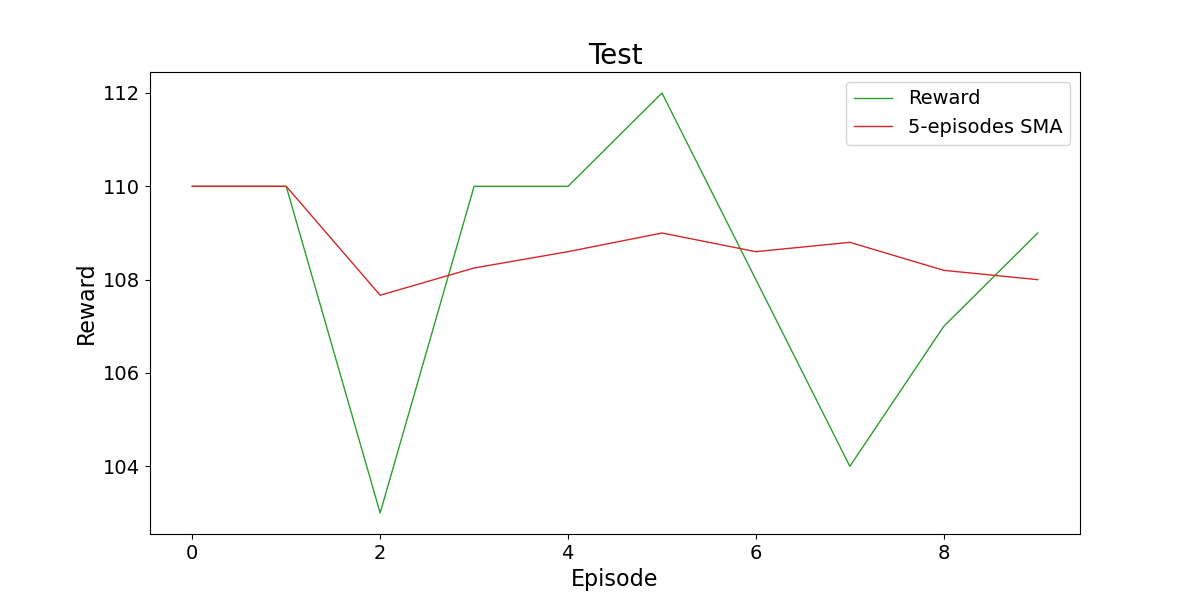 Test
Reward
5-episodes SMA
112
110
108
106
104
Reward
0 2 4 6 8
Episode